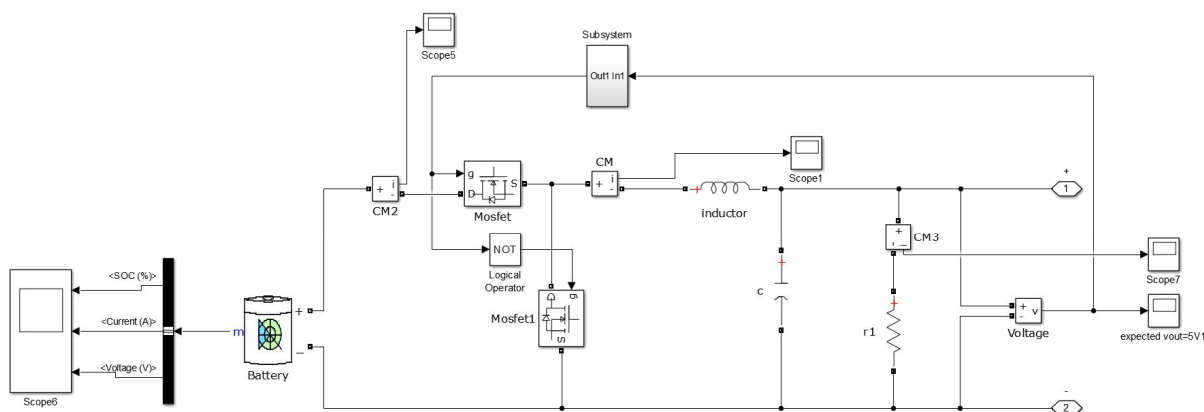 Subsystem
Out1 In1
Scope5
i
+
-
CM2
g
D
S
Mosfet
CM
+
i
-
Scope1
inductor
+
+
1
NOT
Logical
Operator
g
D
S
Mosfet1
+
c
+
-
i
CM3
Scope7
+
r1
+
-
v
Voltage
expected vout=5V1
<SOC (%)>
<Current (A)>
<Voltage (V)>
Scope6
m
+
_
Battery
-
2